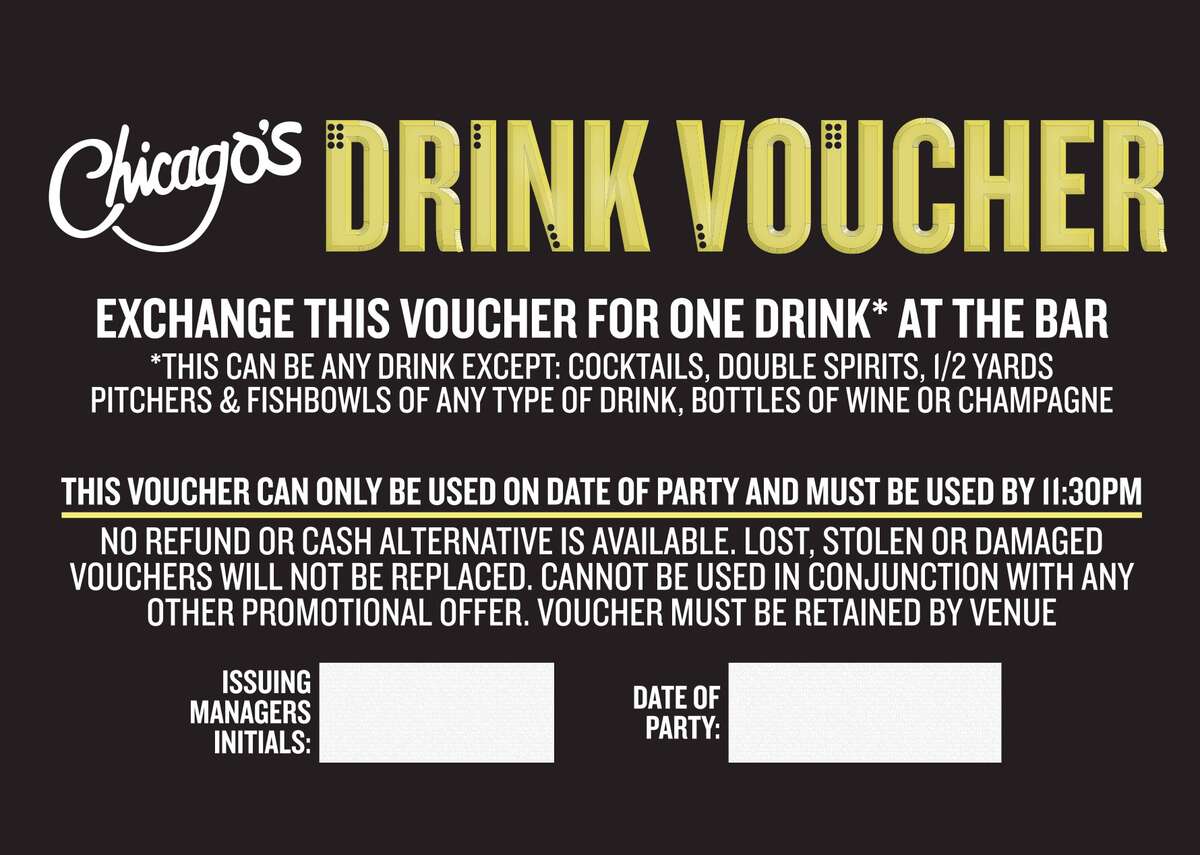 Chicago's DRINK VOUCHER
EXCHANGE THIS VOUCHER FOR ONE DRINK* AT THE BAR
*THIS CAN BE ANY DRINK EXCEPT: COCKTAILS, DOUBLE SPIRITS, 1/2 YARDS
PITCHERS & FISHBOWLS OF ANY TYPE OF DRINK, BOTTLES OF WINE OR CHAMPAGNE
THIS VOUCHER CAN ONLY BE USED ON DATE OF PARTY AND MUST BE USED BY 11:30PM
NO REFUND OR CASH ALTERNATIVE IS AVAILABLE. LOST, STOLEN OR DAMAGED
VOUCHERS WILL NOT BE REPLACED. CANNOT BE USED IN CONJUNCTION WITH ANY
OTHER PROMOTIONAL OFFER. VOUCHER MUST BE RETAINED BY VENUE
ISSUING
MANAGERS
INITIALS:
DATE OF
PARTY: